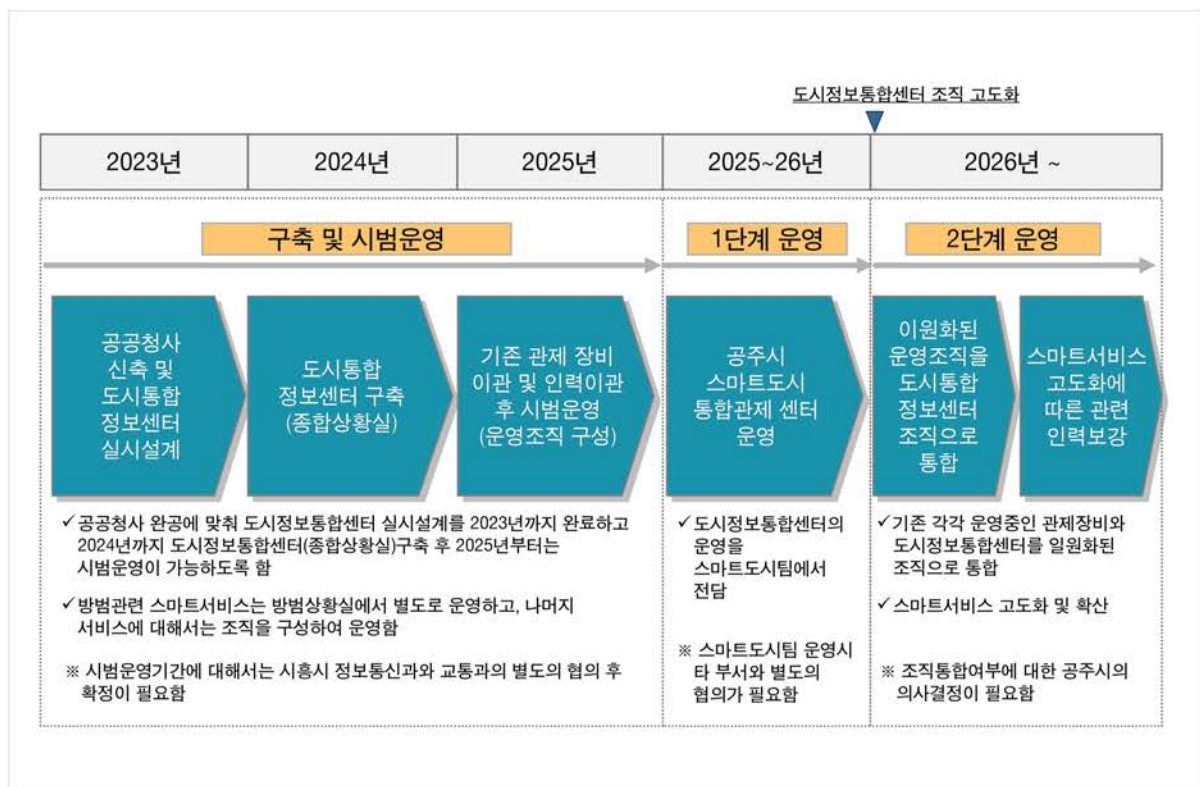 도시정보통합센터 조직 고도화
2023년
2024년
2025년
2025~26년
2026년 ~
구축 및 시범운영
1단계 운영
2단계 운영
공공청사
신축 및
도시통합
정보센터
실시설계
도시통합
정보센터 구축
(종합상황실)
기존 관제 장비
이관 및 인력이관
후 시범운영
(운영조직 구성)
공주시
스마트도시
통합관제 센터
운영
이원화된
운영조직을
도시통합
정보센터
조직으로
통합
스마트서비스
고도화에
따른 관련
인력보강
✓공공청사 완공에 맞춰 도시정보통합센터 실시설계를 2023년까지 완료하고
2024년까지 도시정보통합센터(종합상황실)구축 후 2025년부터는
시범운영이 가능하도록 함
✓방범관련 스마트서비스는 방범상황실에서 별도로 운영하고, 나머지
서비스에 대해서는 조직을 구성하여 운영함
※ 시범운영기간에 대해서는 시흥시 정보통신과와 교통과의 별도의 협의 후
확정이 필요함
✓도시정보통합센터의
운영을
스마트도시팀에서
전담
※ 스마트도시팀 운영시
타 부서와 별도의
협의가 필요함
✓기존 각각 운영중인 관제장비와
도시정보통합센터를 일원화된
조직으로 통합
✓스마트서비스 고도화 및 확산
※ 조직통합여부에 대한 공주시의
의사결정이 필요함